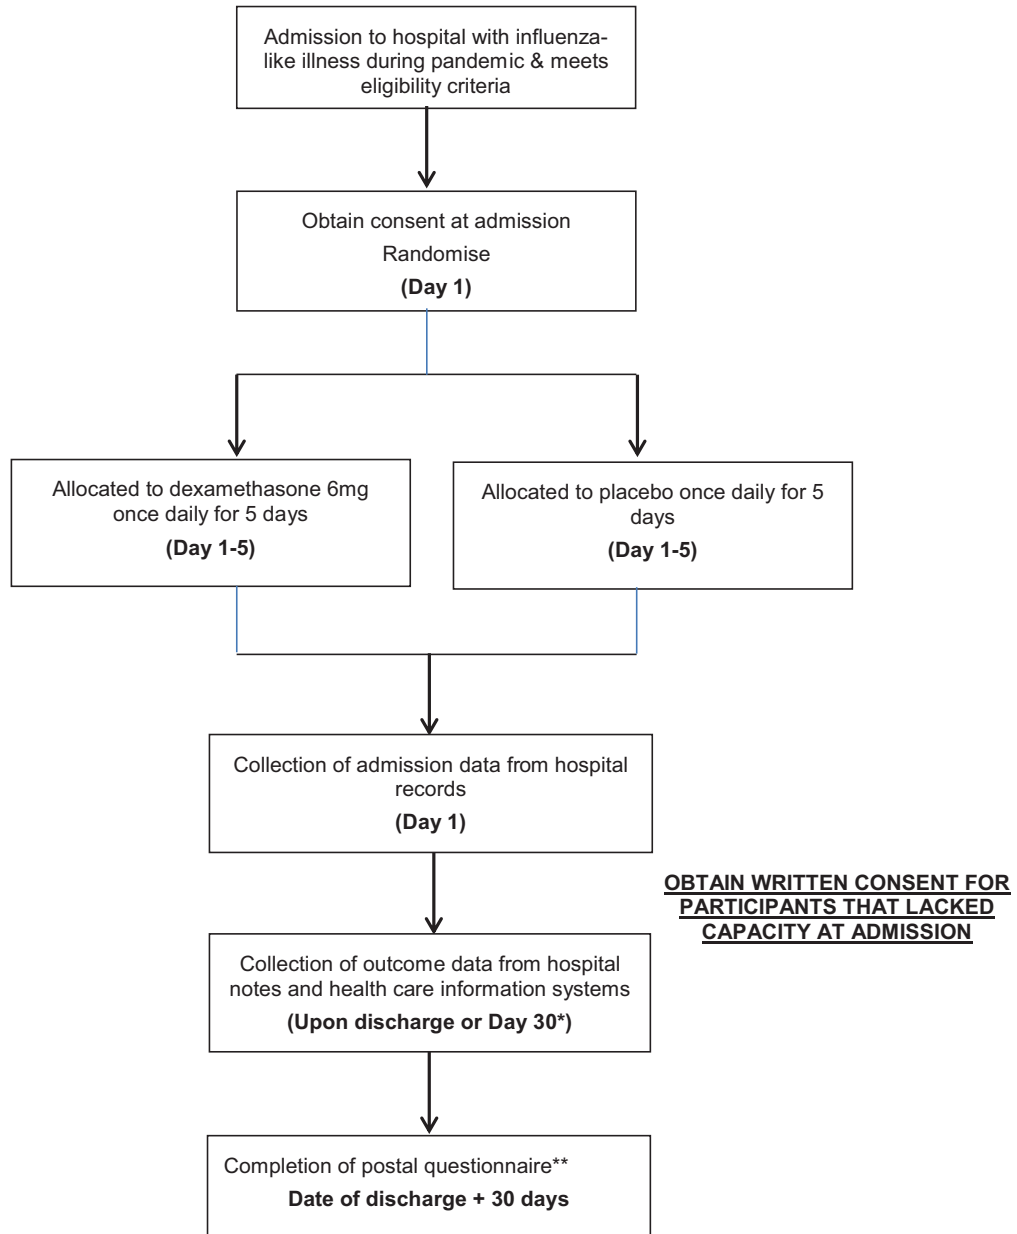 Admission to hospital with influenza-
like illness during pandemic & meets
eligibility criteria
Obtain consent at admission
Randomise
(Day 1)
Allocated to dexamethasone 6mg
once daily for 5 days
(Day 1-5)
Allocated to placebo once daily for 5
days
(Day 1-5)
Collection of admission data from hospital
records
(Day 1)
OBTAIN WRITTEN CONSENT FOR
PARTICIPANTS THAT LACKED
CAPACITY AT ADMISSION
Collection of outcome data from hospital
notes and health care information systems
(Upon discharge or Day 30*)
Completion of postal questionnaire**
Date of discharge + 30 days